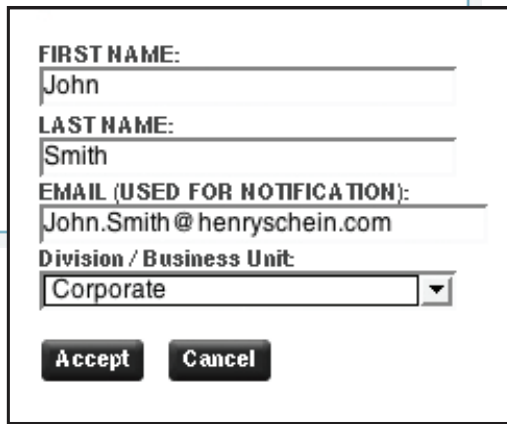 FIRST NAME:
John
LAST NAME:
Smith
EMAIL (USED FOR NOTIFICATION):
John.Smith@henryschein.com
Division / Business Unit:
Corporate
Accept Cancel